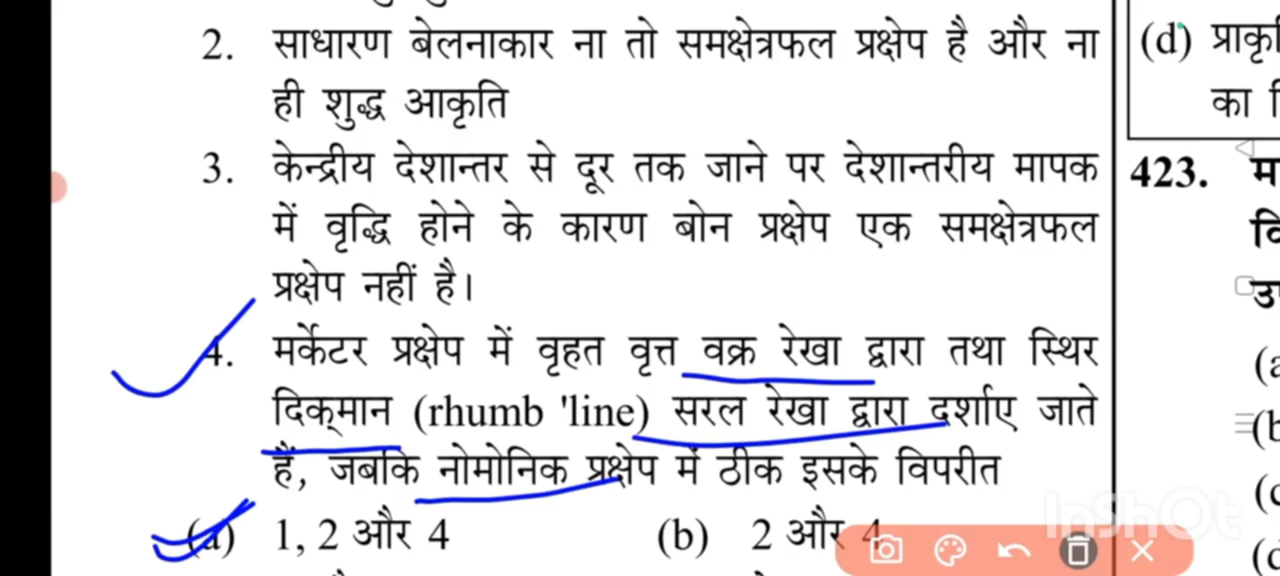 2. साधारण बेलनाकार ना तो समक्षेत्रफल प्रक्षेप है और ना
ही शुद्ध आकृति
3. केन्द्रीय देशान्तर से दूर तक जाने पर देशान्तरीय मापक
में वृद्धि होने के कारण बोन प्रक्षेप एक समक्षेत्रफल
प्रक्षेप नहीं है।
4. मर्केटर प्रक्षेप में वृहत वृत्त वक्र रेखा द्वारा तथा स्थिर
दिक्‌मान (rhumb 'line) सरल रेखा द्वारा दर्शाए जाते
हैं, जबकि नोमोनिक प्रक्षेप में ठीक इसके विपरीत
(a) 1, 2 और 4 (b) 2 और 4
(d)
का
423.
InShOt